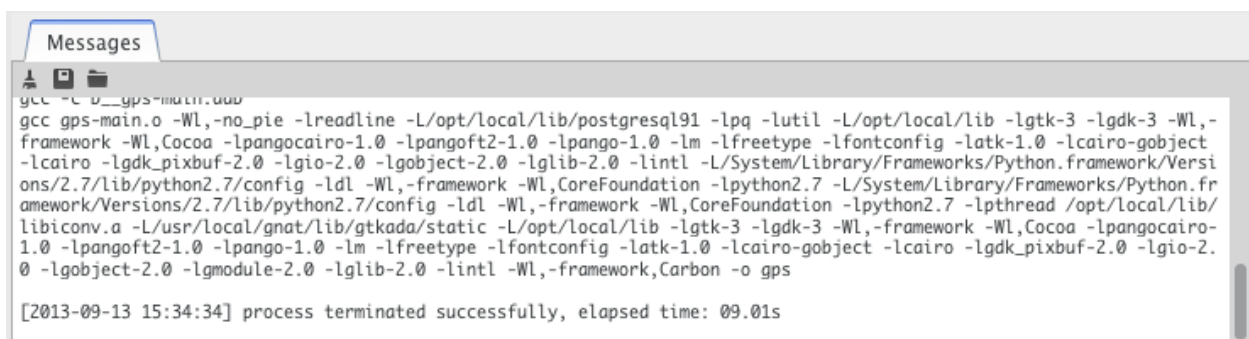 Messages
gcc -c b__gps-main.adb
gcc gps-main.o -Wl,-no_pie -lreadline -L/opt/local/lib/postgresql91 -lpq -lutil -L/opt/local/lib -lgtk-3 -lgdk-3 -Wl,-
framework -Wl,Cocoa -lpangocairo-1.0 -lpangoft2-1.0 -lpango-1.0 -lm -lfreetype -lfontconfig -latk-1.0 -lcairo-gobject
-lcairo -lgdk_pixbuf-2.0 -lgio-2.0 -lgobject-2.0 -lglib-2.0 -lintl -L/System/Library/Frameworks/Python.framework/Versi
ons/2.7/lib/python2.7/config -ldl -Wl,-framework -Wl,CoreFoundation -lpython2.7 -L/System/Library/Frameworks/Python.fr
amework/Versions/2.7/lib/python2.7/config -ldl -Wl,-framework -Wl,CoreFoundation -lpython2.7 -lpthread /opt/local/lib/
libiconv.a -L/usr/local/gnat/lib/gtkada/static -L/opt/local/lib -lgtk-3 -lgdk-3 -Wl,-framework -Wl,Cocoa -lpangocairo-
1.0 -lpangoft2-1.0 -lpango-1.0 -lm -lfreetype -lfontconfig -latk-1.0 -lcairo-gobject -lcairo -lgdk_pixbuf-2.0 -lgio-2.
0 -lgobject-2.0 -lgmodule-2.0 -lglib-2.0 -lintl -Wl,-framework,Carbon -o gps
[2013-09-13 15:34:34] process terminated successfully, elapsed time: 09.01s